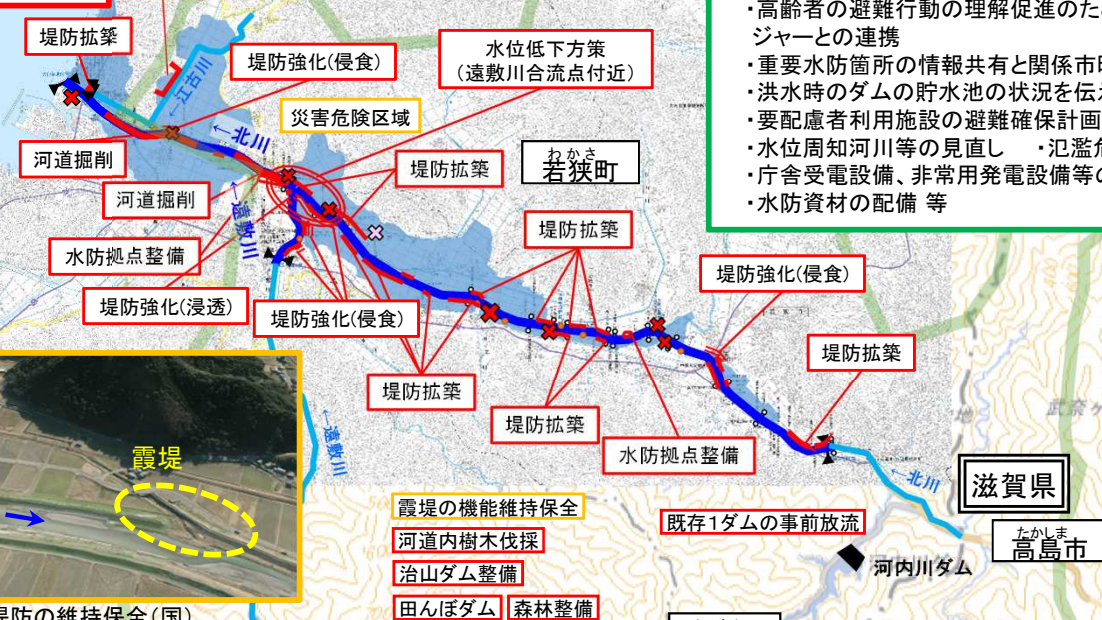 堤防拡築
堤防強化(侵食)
水位低下方策
(遠敷川合流点付近)
←江古川
災害危険区域
←北川
河道掘削
河道掘削
←遠敷川
堤防拡築
わかさ
若狭町
水防拠点整備
堤防拡築
堤防強化(浸透)
堤防強化(侵食)
堤防強化(侵食)
堤防拡築
堤防拡築
堤防拡築
水防拠点整備
・高齢者の避難行動の理解促進のため
ジャーとの連携
・重要水防箇所の情報共有と関係市町
・洪水時のダムの貯水池の状況を伝え
・要配慮者利用施設の避難確保計画
・水位周知河川等の見直し ・氾濫危
・庁舎受電設備、非常用発電設備等の
・水防資材の配備 等
霞堤
←遠敷川
霞堤の機能維持保全
河道内樹木伐採
治山ダム整備
田んぼダム
森林整備
既存1ダムの事前放流
←北川
滋賀県
たかしま
高島市
河内川ダム
堤防の維持保全(国)